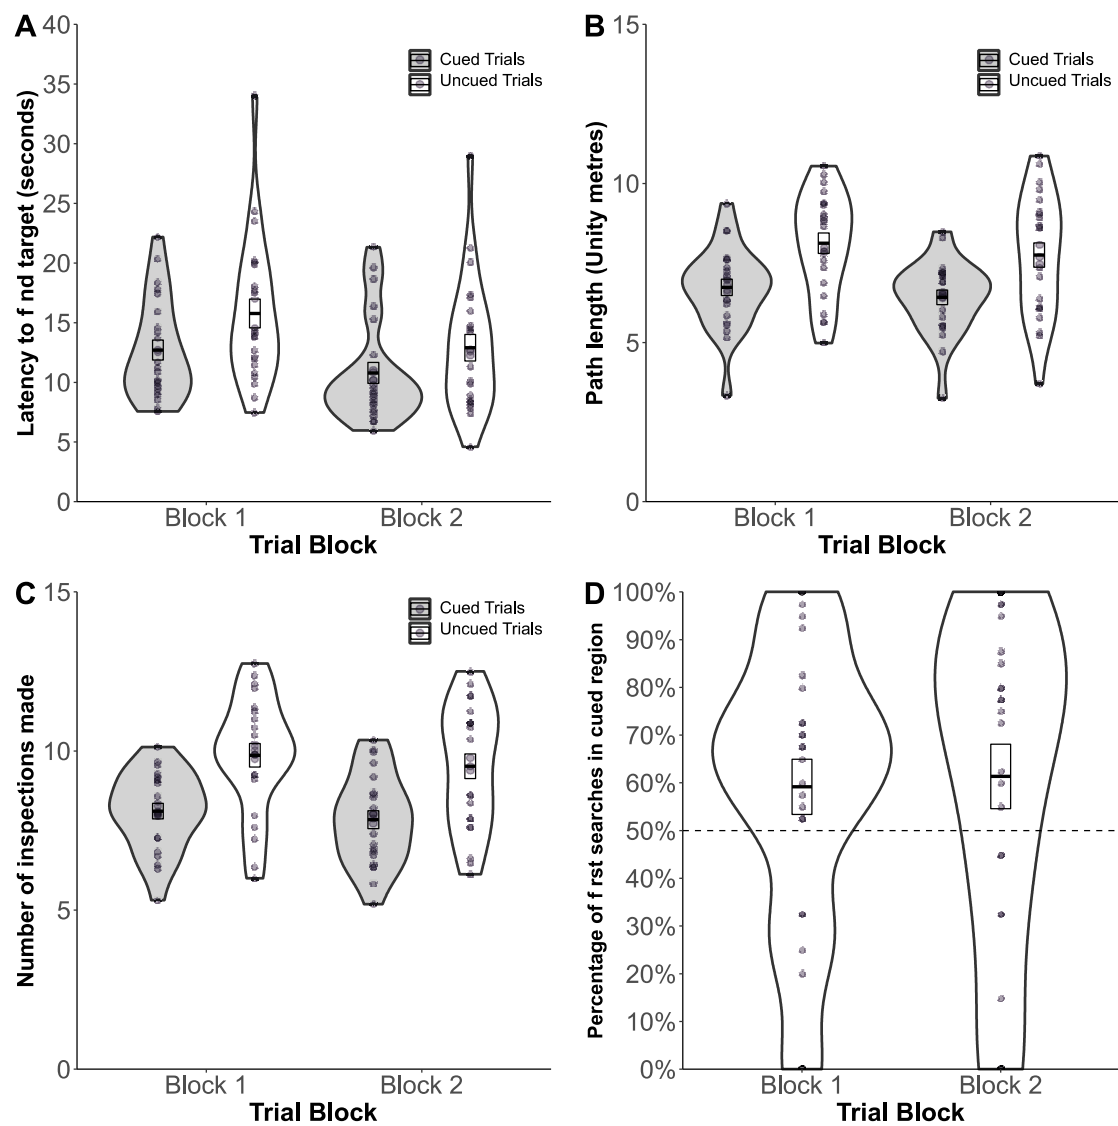 A
Latency to f nd target (seconds)
40
35
30
25
20
15
10
5
0
Cued Trials
Uncued Trials
Block 1
Block 2
Trial Block
B
Path length (Unity metres)
15
10
5
0
Cued Trials
Uncued Trials
Block 1
Block 2
Trial Block
C
Number of inspections made
15
10
5
0
Cued Trials
Uncued Trials
Block 1
Block 2
Trial Block
D
Percentage of f rst searches in cued region
100%
90%
80%
70%
60%
50%
40%
30%
20%
10%
0%
Block 1
Block 2
Trial Block